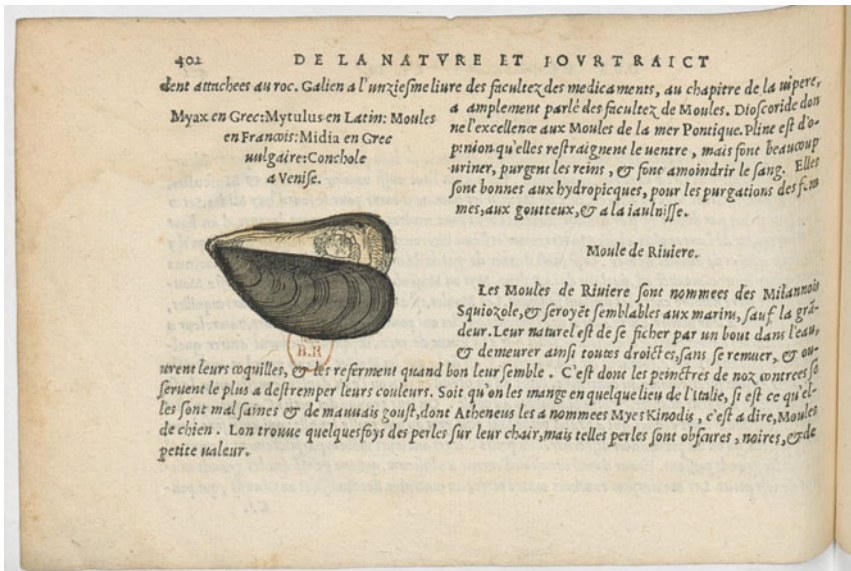 402 DE LA NATVRE ET POVRTRAICT
dent attachees au roc. Galien a l'unziesme liure des facultez des medicaments, au chapitre de la uipere,
Myax en Grec: Mytulus en Latin: Moules
en Francois: Midia en Grec
uulgaire: Conchole
a Venise.
a amplement parlé des facultez de Moules. Dioscoride don
ne l'excellence aux Moules de la mer Pontique. Pline est d'o-
pinion qu'elles restraignent le uentre, mais font beaucoup
uriner, purgent les reins, & font amoindrir le sang. Elles
sont bonnes aux hydropicques, pour les purgations des fem
mes, aux goutteux, & a la iaulnisse.
Moule de Riuiere.
Les Moules de Riuiere sont nommees des Milannois
Squiozole, & seroyēt semblables aux marins, sauf la grā-
deur. Leur naturel est de se ficher par un bout dans l'eau,
& demeurer ainsi toutes droictes, sans se remuer, & ou-
urent leurs coquilles, & les referment quand bon leur semble. C'est dont les peinctres de noz contrees se
seruent le plus a destremper leurs couleurs. Soit qu'on les mange en quelque lieu de l'Italie, si est ce qu'el-
les sont mal saines & de mauuais goust, dont Atheneus les a nommees Myes Kinodis, c'est a dire, Moules
de chien. Lon trouue quelquesfoys des perles sur leur chair, mais telles perles sont obscures, noires, & de
petite ualeur.
B.R